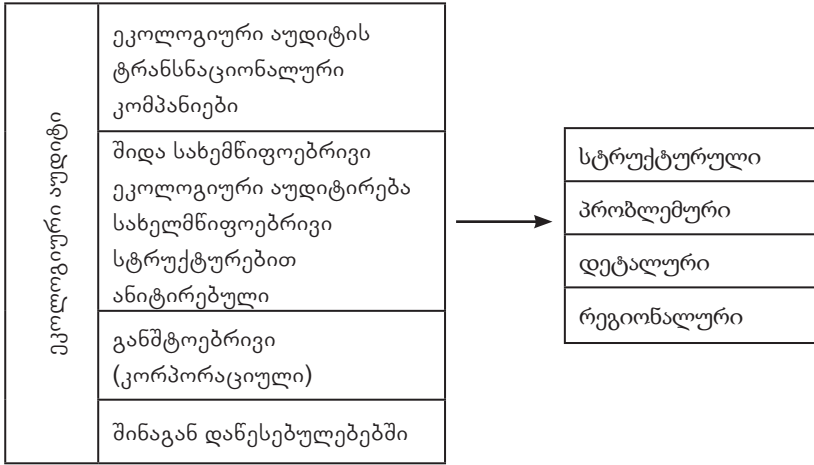 ეკოლოგიური აუდიტი
ეკოლოგიური აუდიტის
ტრანსნაციონალური
კომპანიები
შიდა სახემწიფოებრივი
ეკოლოგიური აუდიტირება
სახელმწიფოებრივი
სტრუქტურებით
ანიტირებული
განშტოებრივი
(კორპორაციული)
შინაგან დაწესებულებებში
სტრუქტურული
პრობლემური
დეტალური
რეგიონალური